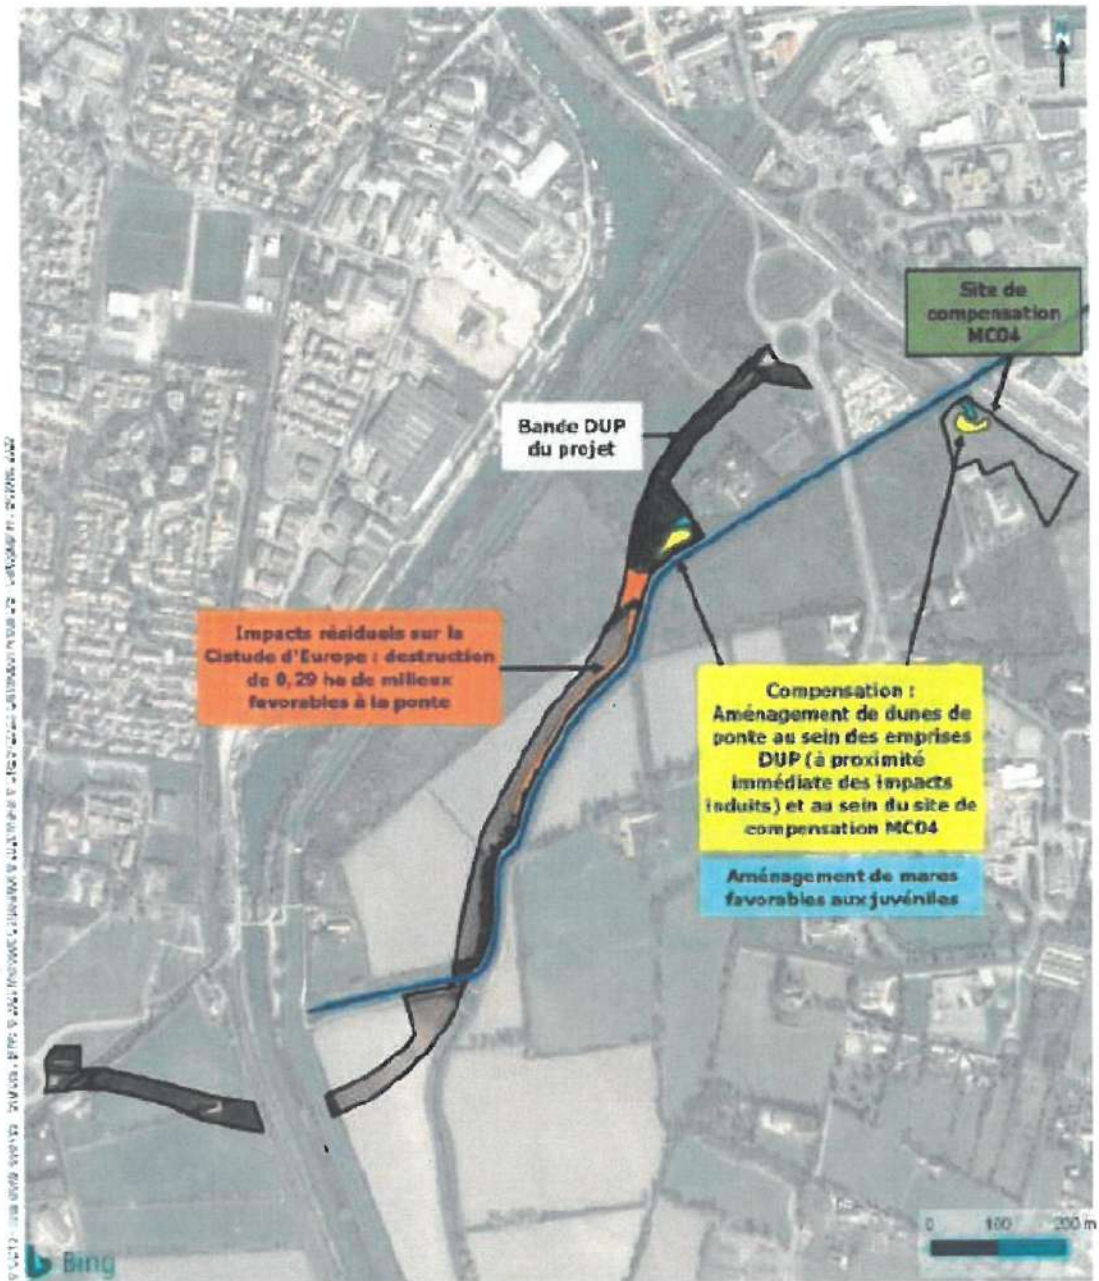 Site de
compensation
MC04
Bande DUP
du projet
Impacts résiduels sur la
Cistude d'Europe : destruction
de 0,29 ha de milieux
favorables à la ponte
Compensation :
Aménagement de dunes de
ponte au sein des emprises
DUP (à proximité
immédiate des impacts
induits) et au sein du site de
compensation MC04
Aménagement de mares
favorables aux juvéniles
0 100 200 m
Bing